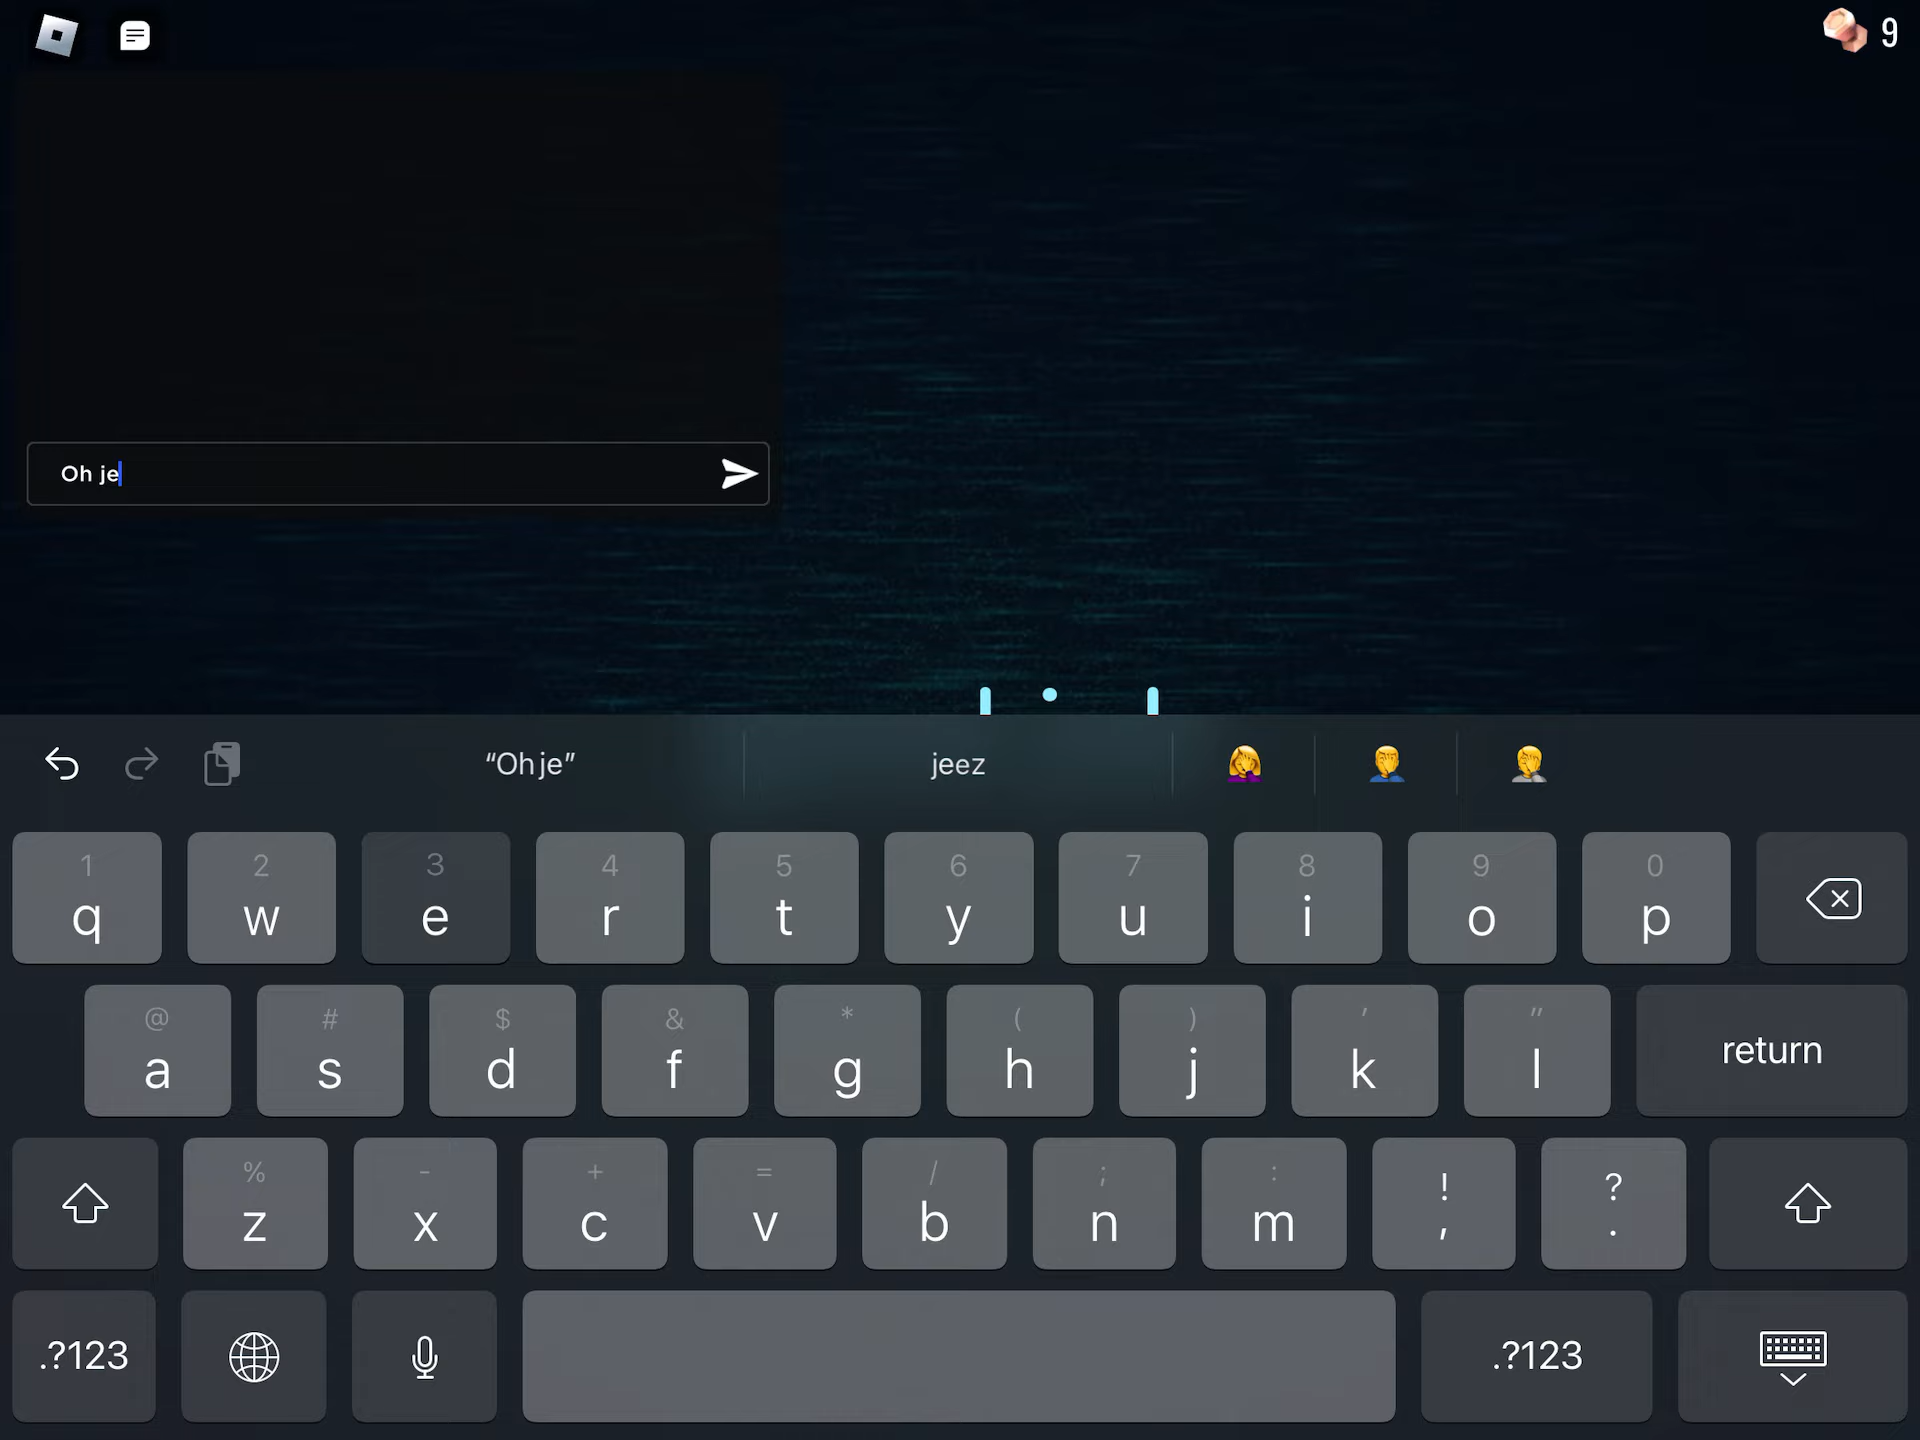 9
Oh je
“Oh je” jeez
1 2 3 4 5 6 7 8 9 0
q w e r t y u i o p
@ # $ & * ( ) ' "
a s d f g h j k l return
% - + = / ; : ! ?
z x c v b n m , .
.?123 .?123